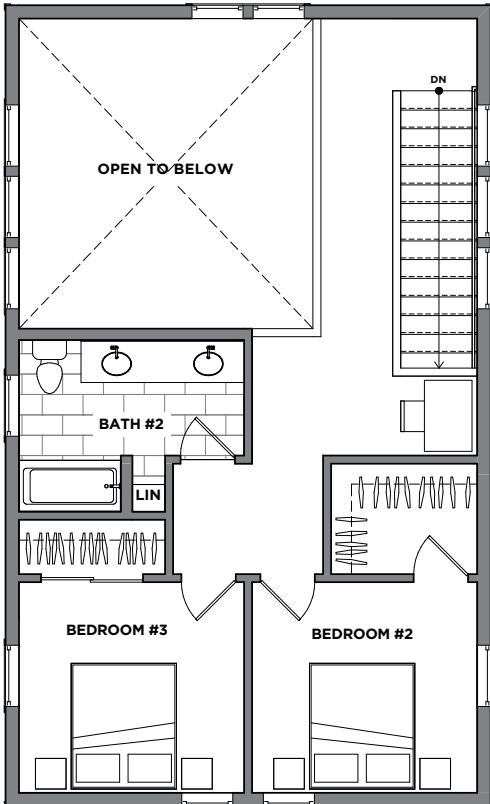 DN
OPEN TO BELOW
BATH #2
LIN
BEDROOM #3
BEDROOM #2